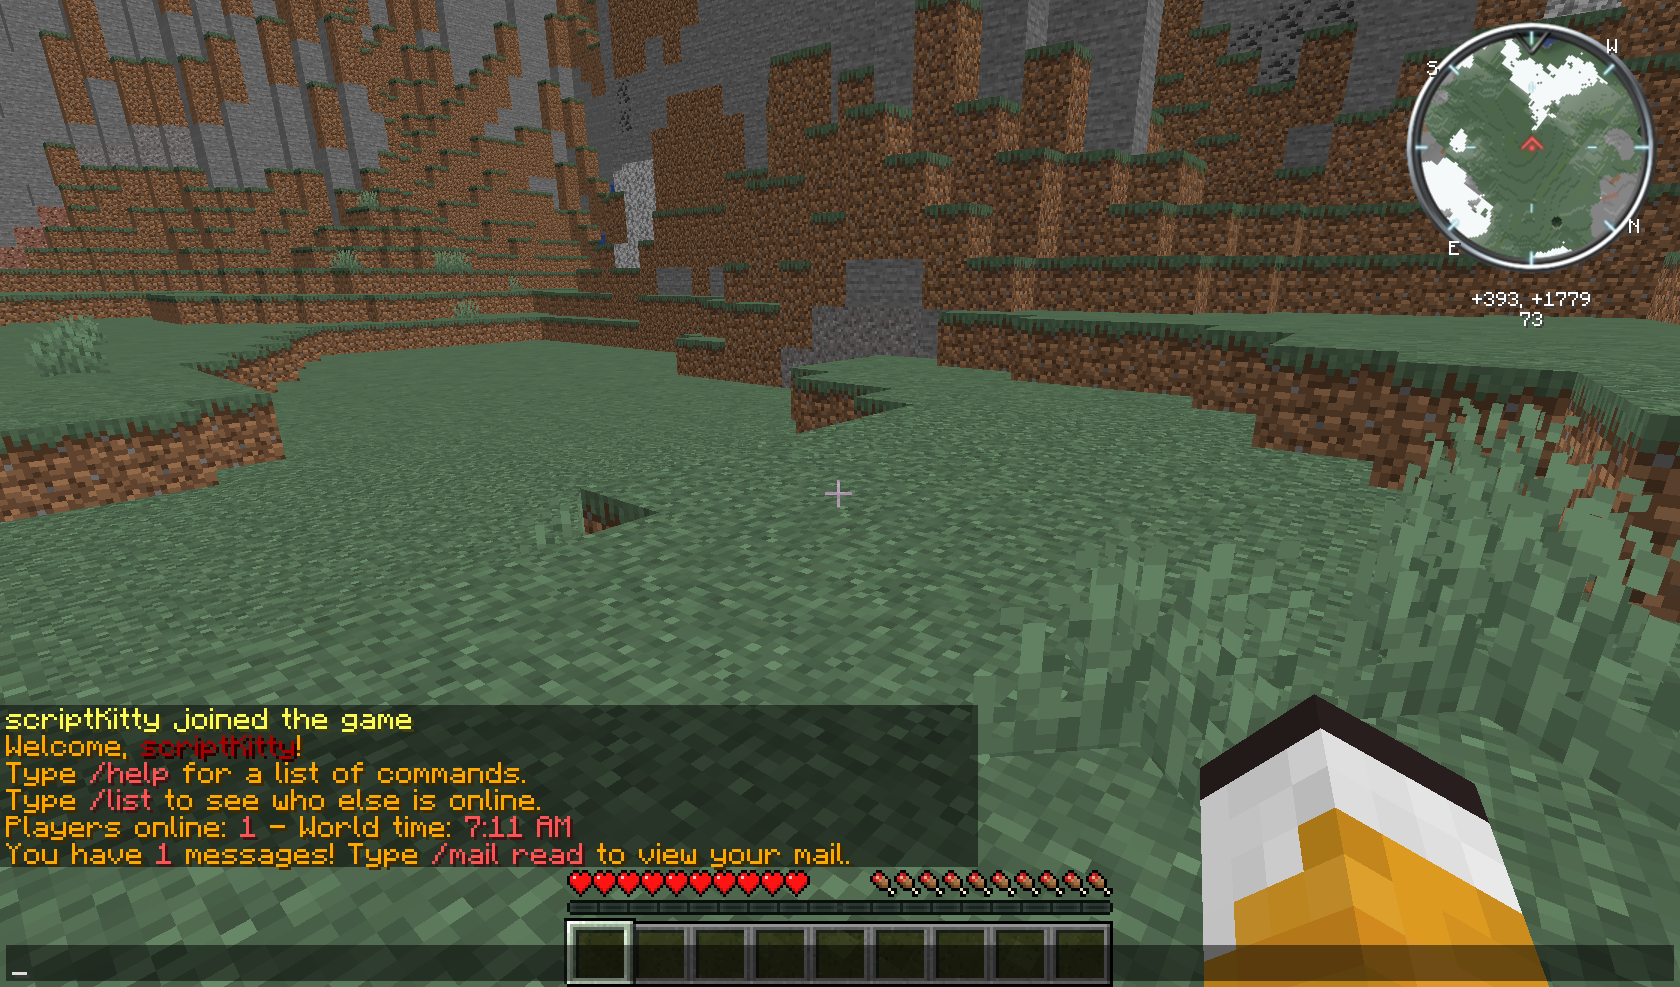 S
W
N
E
+393, +1779
73
scriptKitty joined the game
Welcome, scriptKitty!
Type /help for a list of commands.
Type /list to see who else is online.
Players online: 1 - World time: 7:11 AM
You have 1 messages! Type /mail read to view your mail.
_